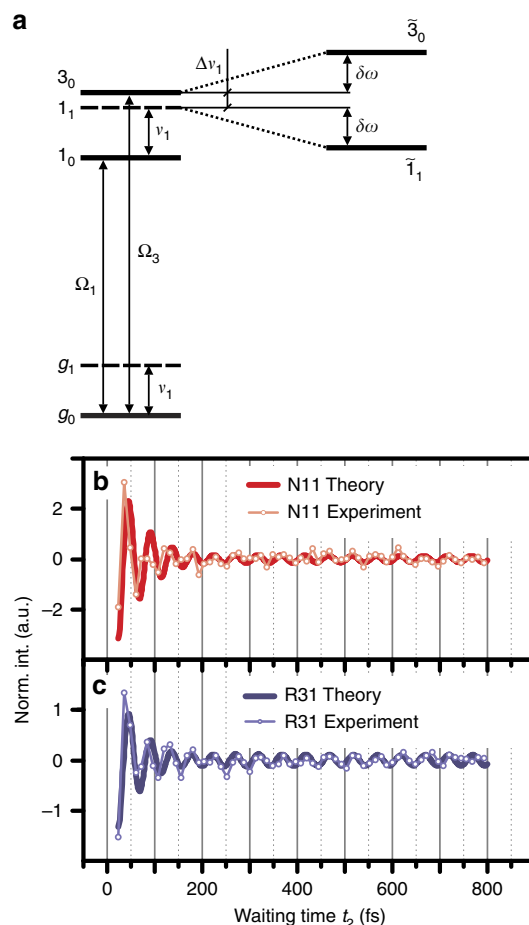 a
3̃₀
3₀
Δν₁
δω
1₁
ν₁
δω
1₀
1̃₁
Ω₃
Ω₁
g₁
ν₁
g₀
b
N11 Theory
N11 Experiment
2
0
−2
c
R31 Theory
R31 Experiment
1
0
−1
Norm. int. (a.u.)
0 200 400 600 800
Waiting time t₂ (fs)